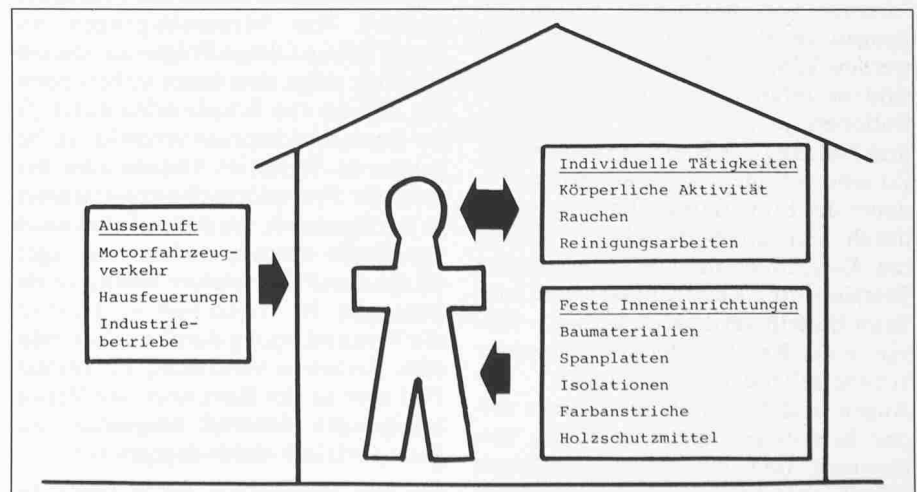 Aussenluft
Motorfahrzeug-
verkehr
Hausfeuerungen
Industrie-
betriebe
Individuelle Tätigkeiten
Körperliche Aktivität
Rauchen
Reinigungsarbeiten
Feste Inneneinrichtungen
Baumaterialien
Spanplatten
Isolationen
Farbanstriche
Holzschutzmittel